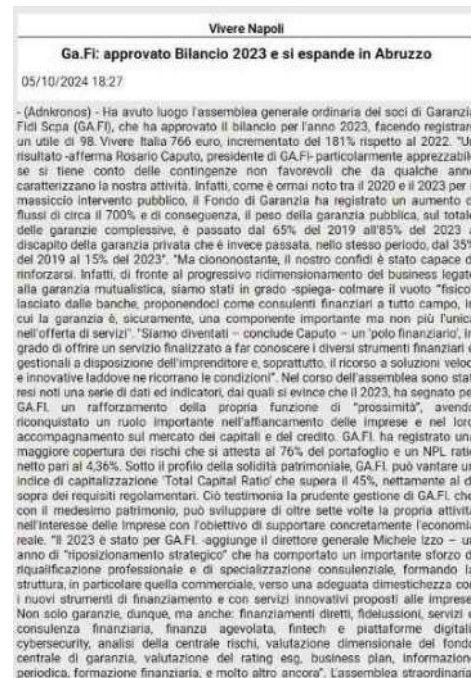 Vivere Napoli
Ga.Fi: approvato Bilancio 2023 e si espande in Abruzzo
05/10/2024 18:27
- (Adnkronos) - Ha avuto luogo l'assemblea generale ordinaria dei soci di Garanzia
Fidi Scpa (GA.FI), che ha approvato il bilancio per l'anno 2023, facendo registrare
un utile di 98. Vivere Italia 766 euro, incrementato del 181% rispetto al 2022. "Un
risultato -afferma Rosario Caputo, presidente di GA.FI- particolarmente apprezzabile
se si tiene conto delle contingenze non favorevoli che da qualche anno
caratterizzano la nostra attività. Infatti, come è ormai noto tra il 2020 e il 2023 per il
massiccio intervento pubblico, il Fondo di Garanzia ha registrato un aumento di
flussi di circa il 700% e di conseguenza, il peso della garanzia pubblica, sul totale
delle garanzie complessive, è passato dal 65% del 2019 all'85% del 2023 a
discapito della garanzia privata che è invece passata, nello stesso periodo, dal 35%
del 2019 al 15% del 2023". "Ma ciononostante, il nostro confidi è stato capace di
rinforzarsi. Infatti, di fronte al progressivo ridimensionamento del business legato
alla garanzia mutualistica, siamo stati in grado -spiega- colmare il vuoto "fisico"
lasciato dalle banche, proponendoci come consulenti finanziari a tutto campo, in
cui la garanzia è, sicuramente, una componente importante ma non più l'unica
nell'offerta di servizi". "Siamo diventati – conclude Caputo – un 'polo finanziario', in
grado di offrire un servizio finalizzato a far conoscere i diversi strumenti finanziari e
gestionali a disposizione dell'imprenditore e, soprattutto, il ricorso a soluzioni veloci
e innovative laddove ne ricorrano le condizioni". Nel corso dell'assemblea sono stati
resi noti una serie di dati ed indicatori, dai quali si evince che il 2023, ha segnato per
GA.FI. un rafforzamento della propria funzione di "prossimità", avendo
riconquistato un ruolo importante nell'affiancamento delle imprese e nel loro
accompagnamento sul mercato dei capitali e del credito. GA.FI. ha registrato una
maggiore copertura dei rischi che si attesta al 76% del portafoglio e un NPL ratio
netto pari al 4,36%. Sotto il profilo della solidità patrimoniale, GA.FI. può vantare un
indice di capitalizzazione 'Total Capital Ratio' che supera il 45%, nettamente al di
sopra dei requisiti regolamentari. Ciò testimonia la prudente gestione di GA.FI. che,
con il medesimo patrimonio, può sviluppare di oltre sette volte la propria attività
nell'interesse delle Imprese con l'obiettivo di supportare concretamente l'economia
reale. "Il 2023 è stato per GA.FI. -aggiunge il direttore generale Michele Izzo – un
anno di "riposizionamento strategico" che ha comportato un importante sforzo di
riqualificazione professionale e di specializzazione consulenziale, formando la
struttura, in particolare quella commerciale, verso una adeguata dimestichezza con
i nuovi strumenti di finanziamento e con servizi innovativi proposti alle imprese.
Non solo garanzie, dunque, ma anche: finanziamenti diretti, fideiussioni, servizi e
consulenza finanziaria, finanza agevolata, fintech e piattaforme digitali,
cybersecurity, analisi della centrale rischi, valutazione dimensionale del fondo
centrale di garanzia, valutazione del rating esg, business plan, informazione
periodica, formazione finanziaria, e molto altro ancora". L'assemblea straordinaria